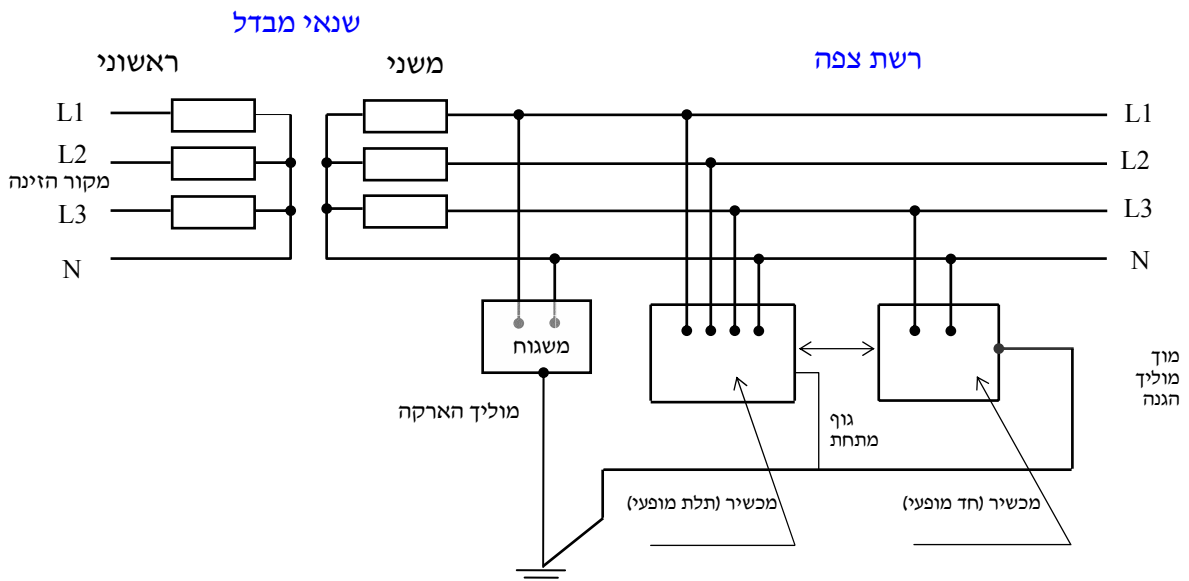 שנאי מבדל
ראשוני
משני
רשת צפה
L1
L2
מקור הזינה
L3
N
L1
L2
L3
N
משגוח
מוליך הארקה
גוף
מתחת
מוך
מוליך
הגנה
מכשיר (תלת מופעי)
מכשיר (חד מופעי)